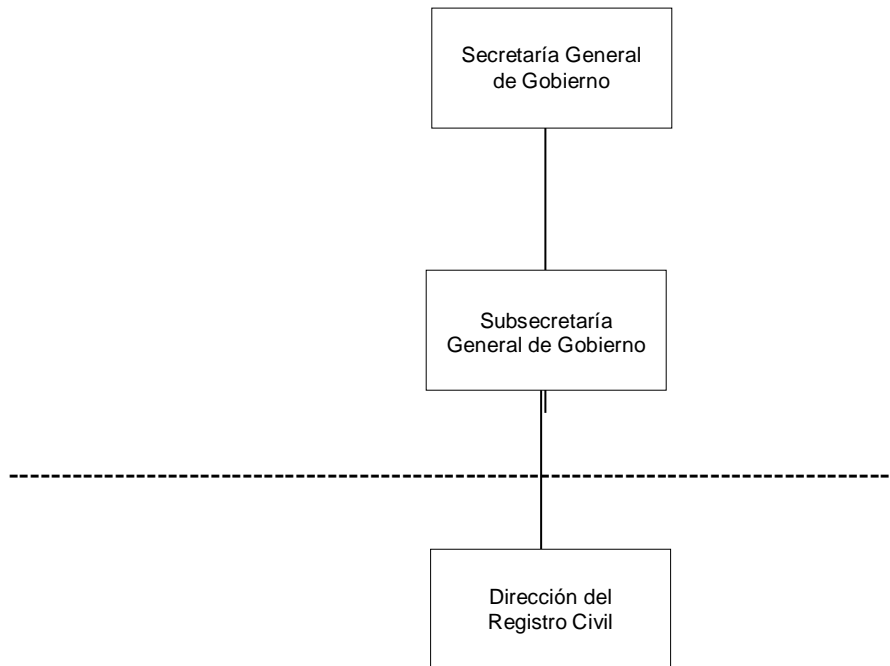 Secretaría General
de Gobierno
Subsecretaría
General de Gobierno
Dirección del
Registro Civil